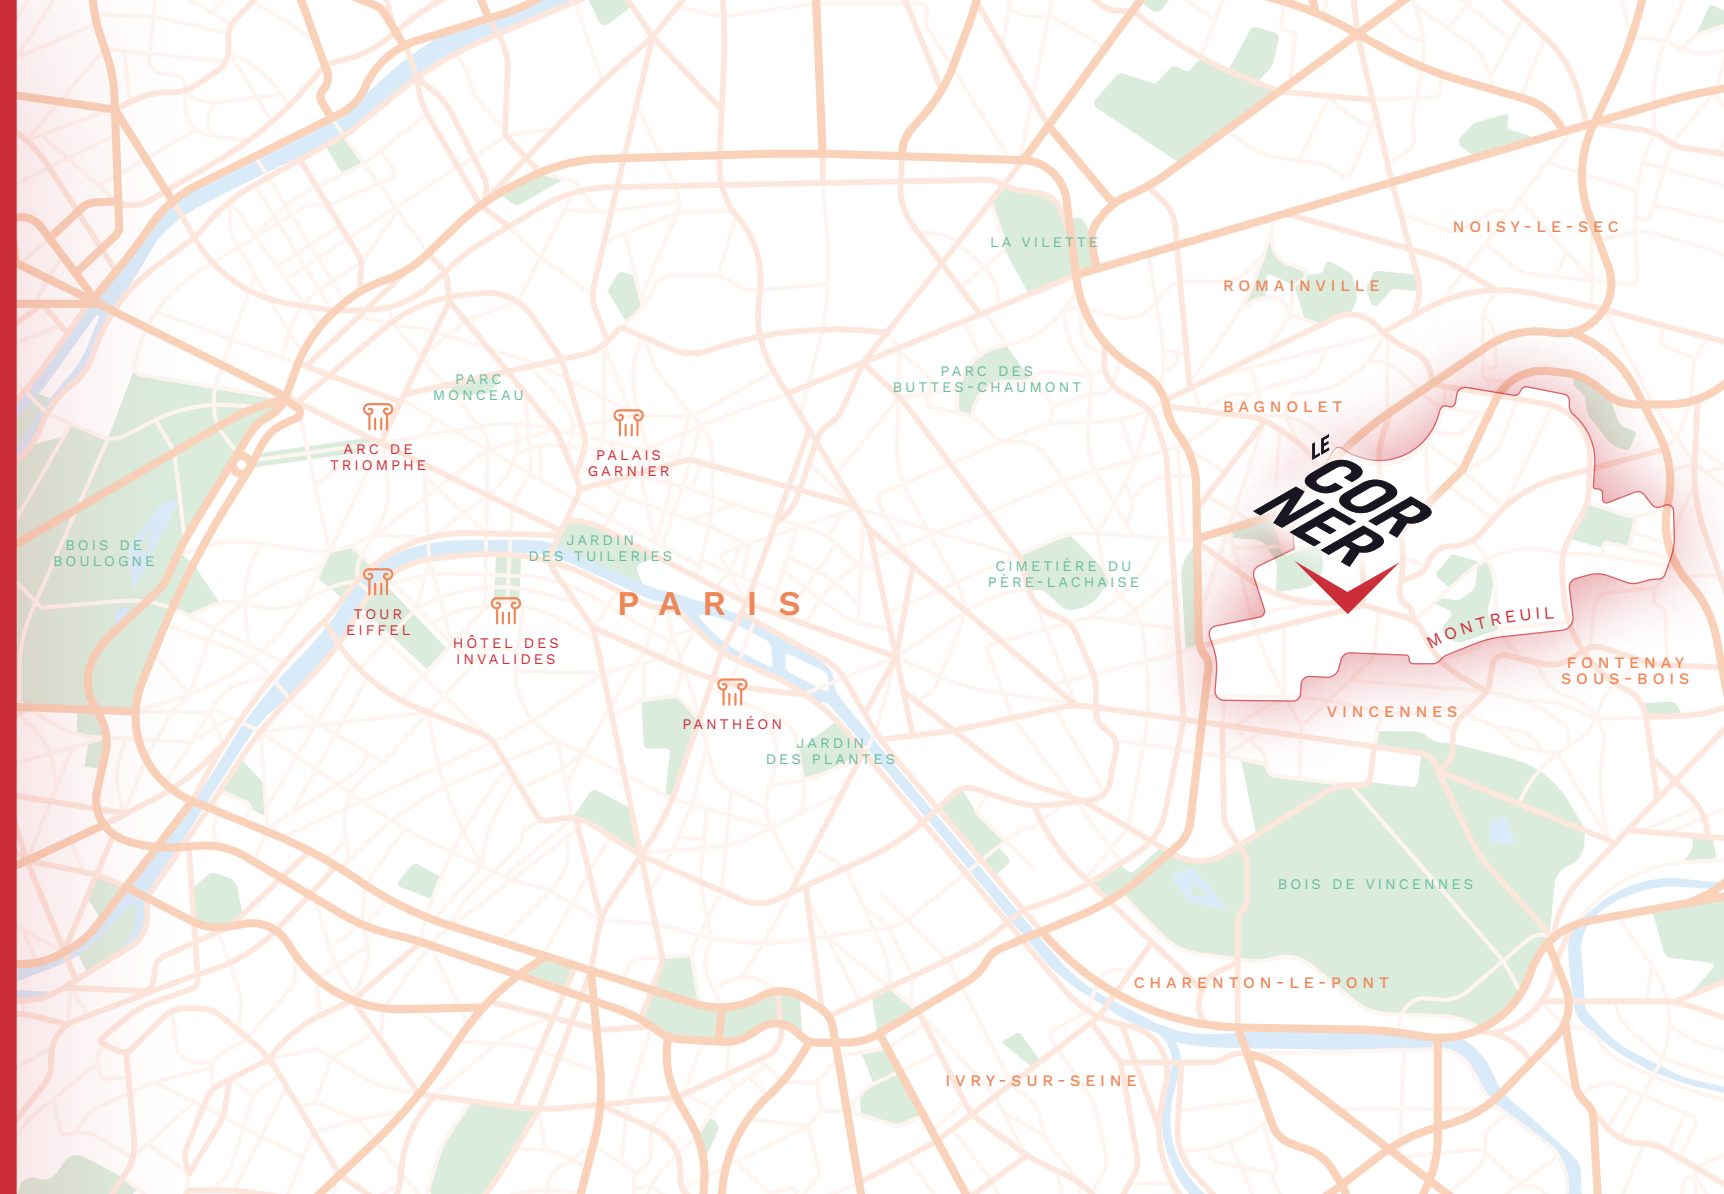 NOISY-LE-SEC
LA VILETTE
ROMAINVILLE
PARC
MONCEAU
PARC DES
BUTTES-CHAUMONT
BAGNOLET
ARC DE
TRIOMPHE
PALAIS
GARNIER
LE
COR
NER
BOIS DE
BOULOGNE
JARDIN
DES TUILERIES
CIMETIÈRE DU
PÈRE-LACHAISE
PARIS
TOUR
EIFFEL
HÔTEL DES
INVALIDES
MONTREUIL
FONTENAY
SOUS-BOIS
VINCENNES
PANTHÉON
JARDIN
DES PLANTES
BOIS DE VINCENNES
CHARENTON-LE-PONT
IVRY-SUR-SEINE